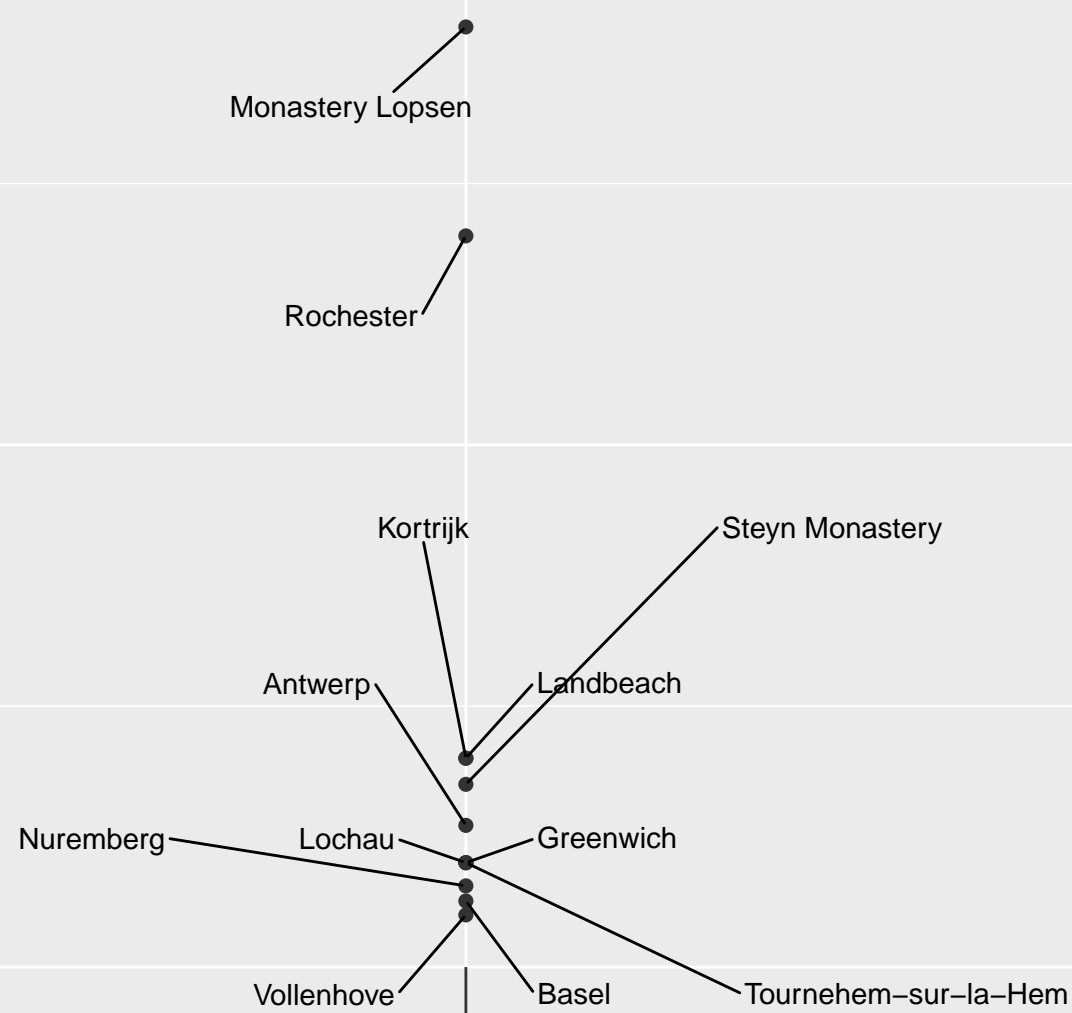 Monastery Lopsen
Rochester
Kortrijk
Steyn Monastery
Antwerp
Landbeach
Nuremberg
Lochau
Greenwich
Vollenhove
Basel
Tournehem–sur–la–Hem